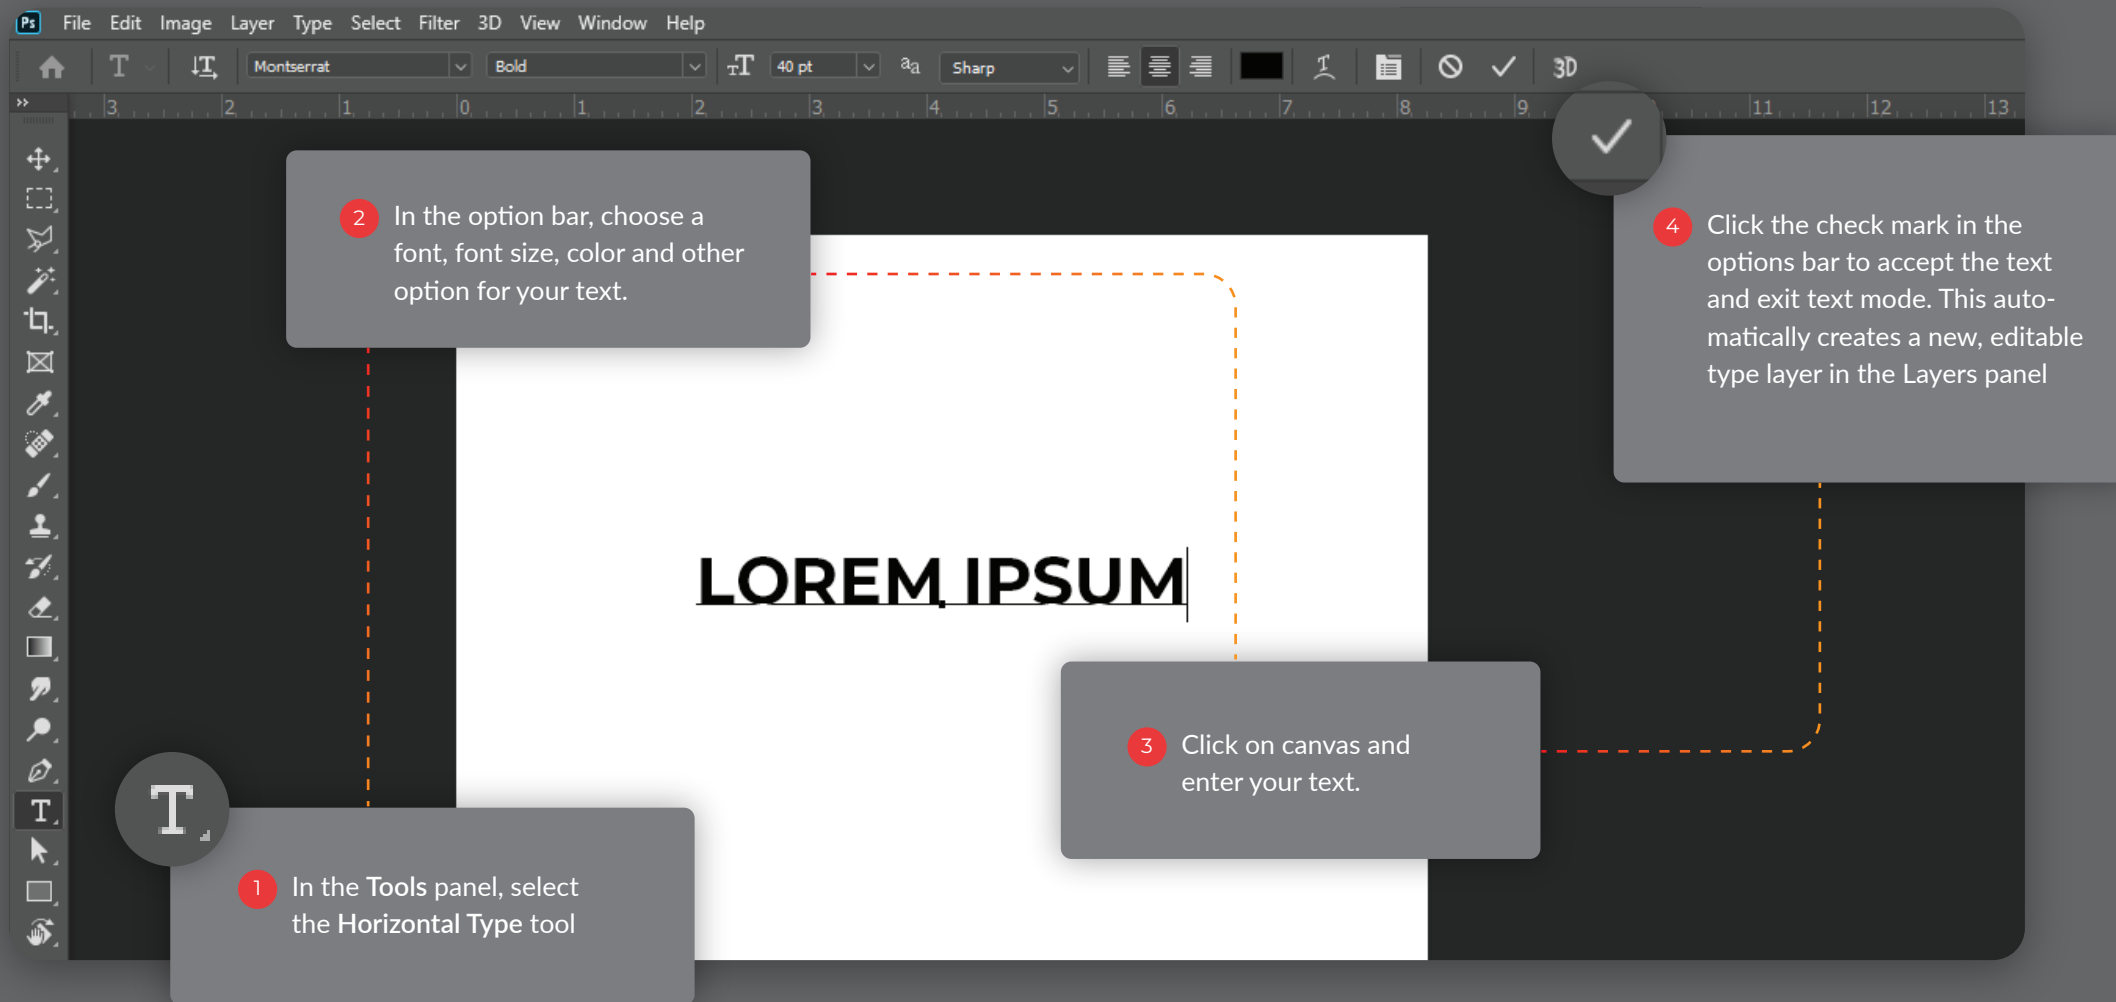 Ps File Edit Image Layer Type Select Filter 3D View Window Help
T Montserrat Bold 40 pt aa Sharp 3D
3 2 1 0 1 2 3 4 5 6 7 8 9 11 12 13
2 In the option bar, choose a
font, font size, color and other
option for your text.
4 Click the check mark in the
options bar to accept the text
and exit text mode. This auto-
matically creates a new, editable
type layer in the Layers panel
LOREM IPSUM
3 Click on canvas and
enter your text.
T
T
1 In the Tools panel, select
the Horizontal Type tool